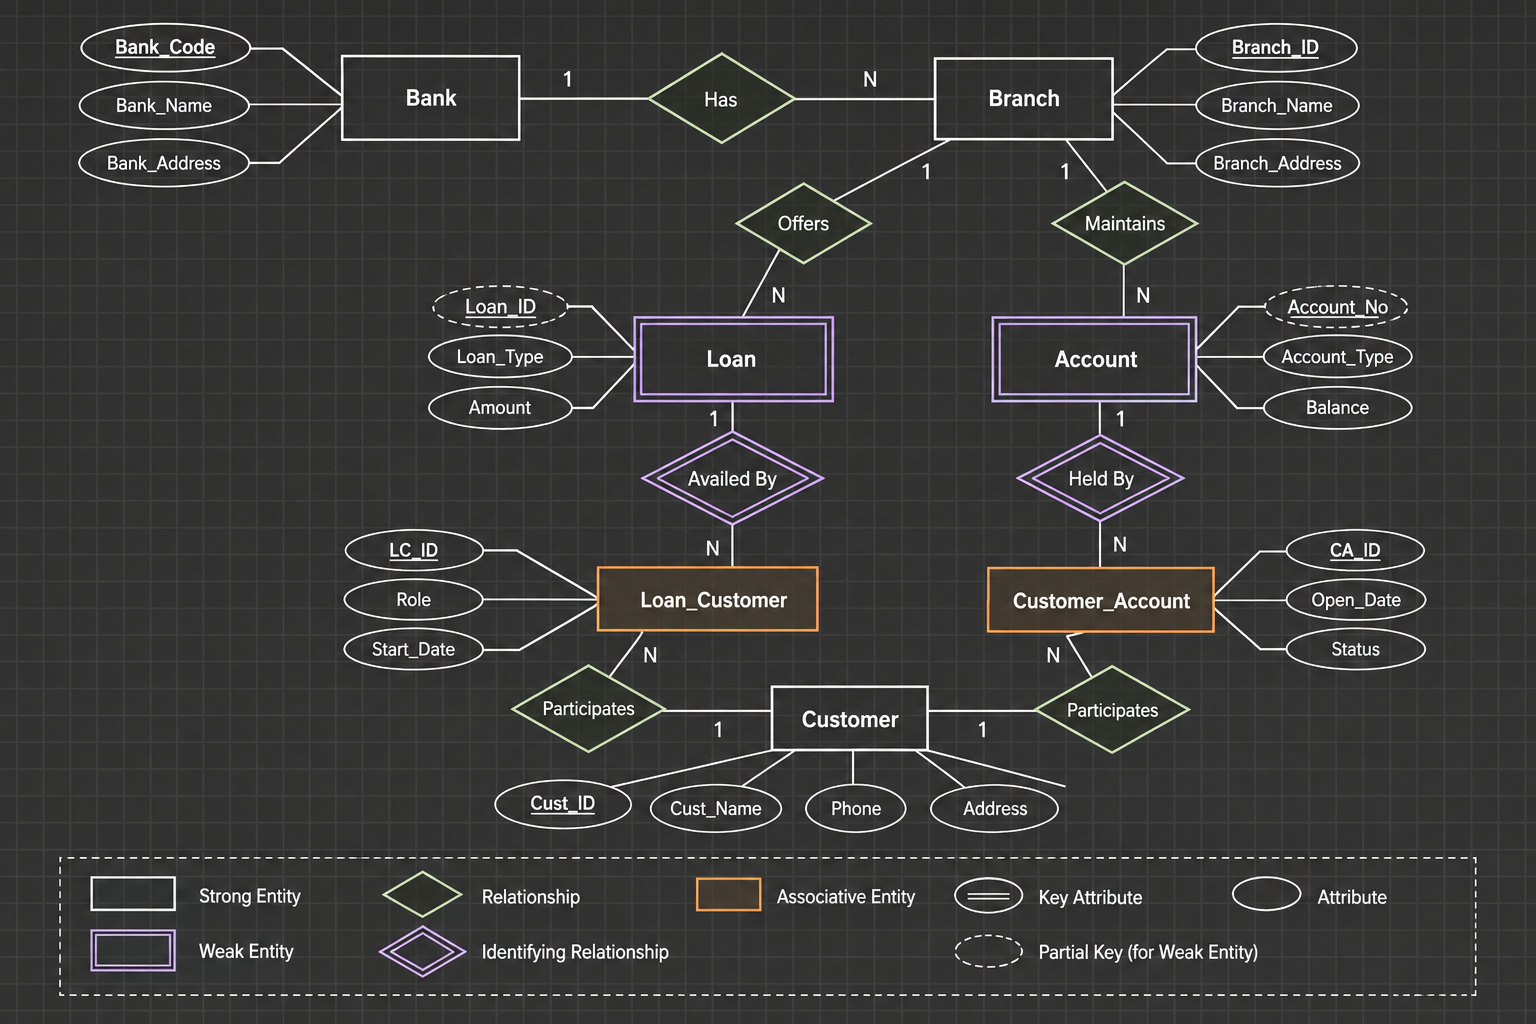 Bank_Code
Bank_Name
Bank_Address
Bank
1
Has
N
Branch
Branch_ID
Branch_Name
Branch_Address
1
1
Offers
Maintains
N
N
Loan_ID
Loan_Type
Amount
Loan
Account
Account_No
Account_Type
Balance
1
1
Availed By
Held By
N
N
LC_ID
Role
Start_Date
Loan_Customer
Customer_Account
CA_ID
Open_Date
Status
N
N
Participates
1
Customer
1
Participates
Cust_ID
Cust_Name
Phone
Address
Strong Entity
Relationship
Associative Entity
Key Attribute
Attribute
Weak Entity
Identifying Relationship
Partial Key (for Weak Entity)